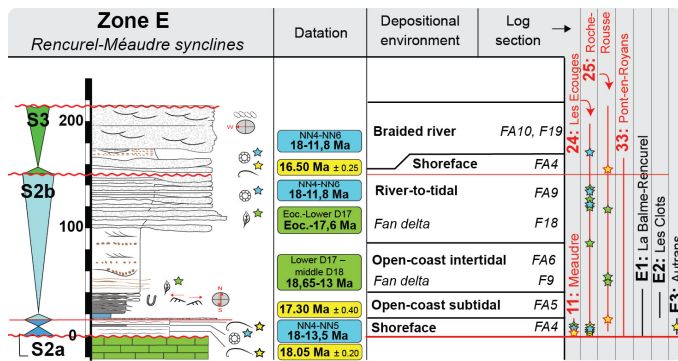 Zone E
Rencurel-Méaudre synclines
Datation
Depositional
environment
Log
section
24: Les Ecouges
25: Roche-
Rousse
33: Pont-en-Royans
11: Meaudre
E1: La Balme-Rencurel
E2: Les Clots
E3: Autrans
S3
S2b
S2a
200
100
0
W
N
S
NN4-NN6
18-11,8 Ma
16.50 Ma ± 0.25
NN4-NN6
18-11,8 Ma
Eoc.-Lower D17
Eoc.-17,6 Ma
Lower D17 –
middle D18
18,65-13 Ma
17.30 Ma ± 0.40
NN4-NN5
18-13,5 Ma
18.05 Ma ± 0.20
Braided river FA10, F19
Shoreface FA4
River-to-tidal FA9
Fan delta F18
Open-coast intertidal FA6
Fan delta F9
Open-coast subtidal FA5
Shoreface FA4